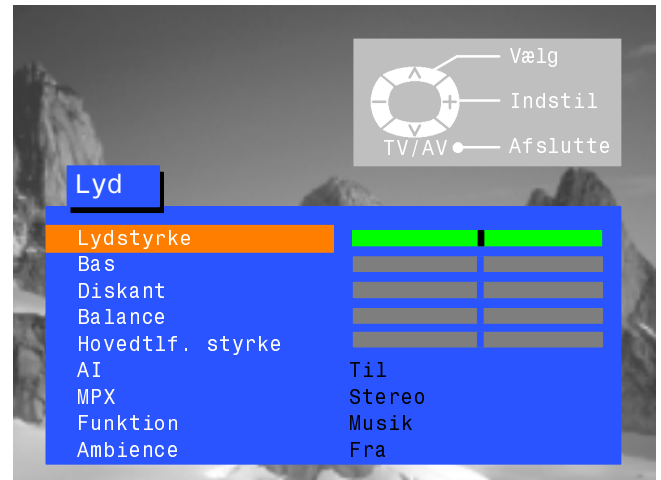 Vælg
Indstil
TV/AV Afslutte
Lyd
Lydstyrke
Bas
Diskant
Balance
Hovedtlf. styrke
AI Til
MPX Stereo
Funktion Musik
Ambience Fra